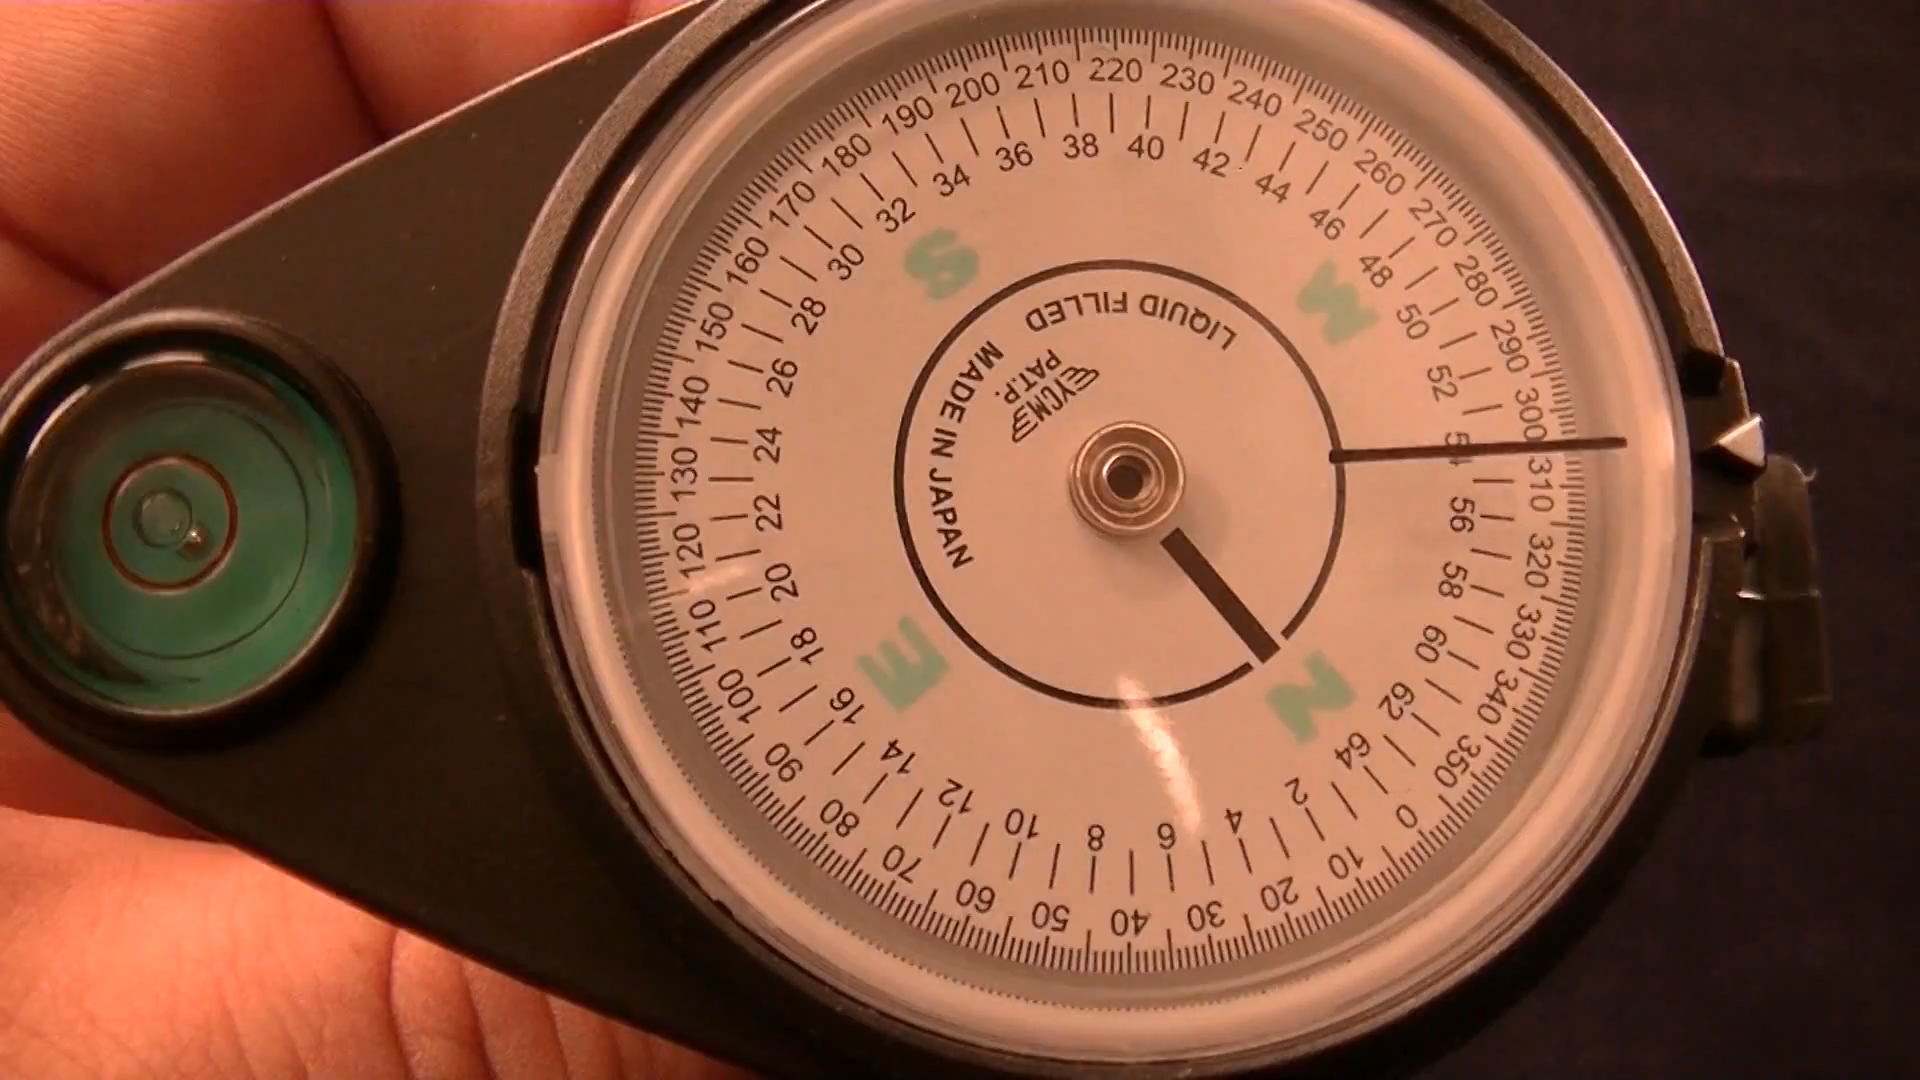 0 10 20 30 40 50 60 70 80 90 100 110 120 130 140 150 160 170 180 190 200 210 220 230 240 250 260 270 280 290 300 310 320 330 340 350
2 4 6 8 10 12 14 16 18 20 22 24 26 28 30 32 34 36 38 40 42 44 46 48 50 52 54 56 58 60 62 64
N
E
S
W
LIQUID FILLED
MADE IN JAPAN
YCM
PAT.P.